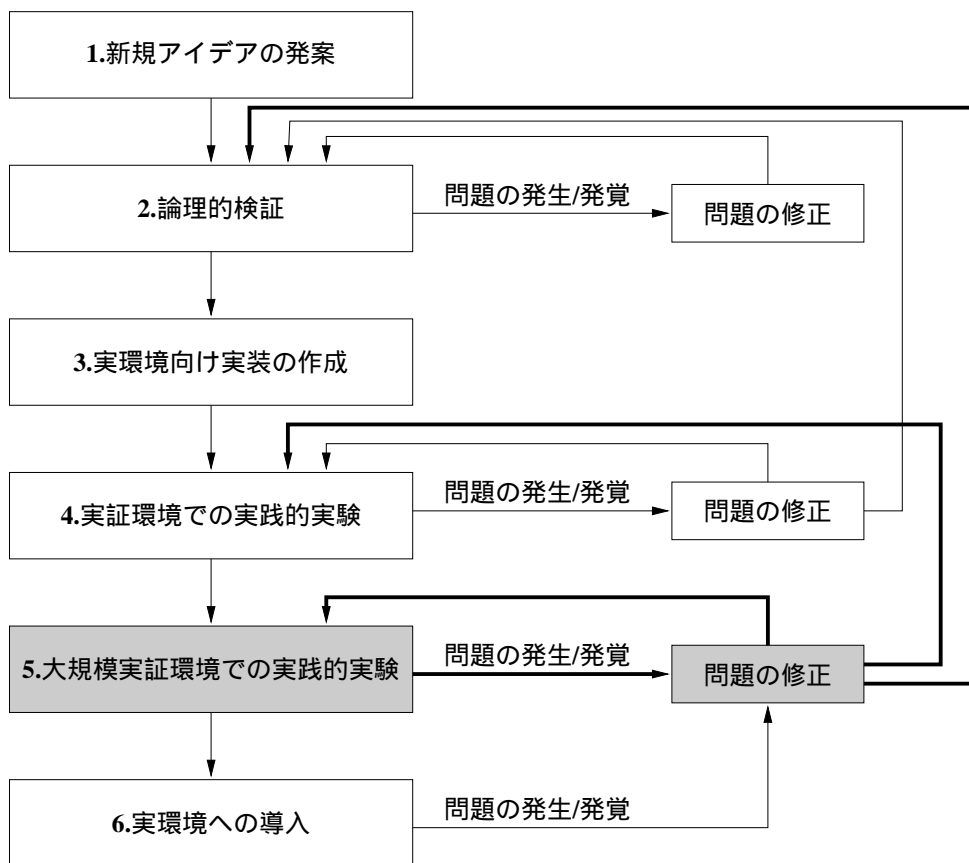 1.新規アイデアの発案
2.論理的検証
問題の発生/発覚
問題の修正
3.実環境向け実装の作成
4.実証環境での実践的実験
問題の発生/発覚
問題の修正
5.大規模実証環境での実践的実験
問題の発生/発覚
問題の修正
6.実環境への導入
問題の発生/発覚